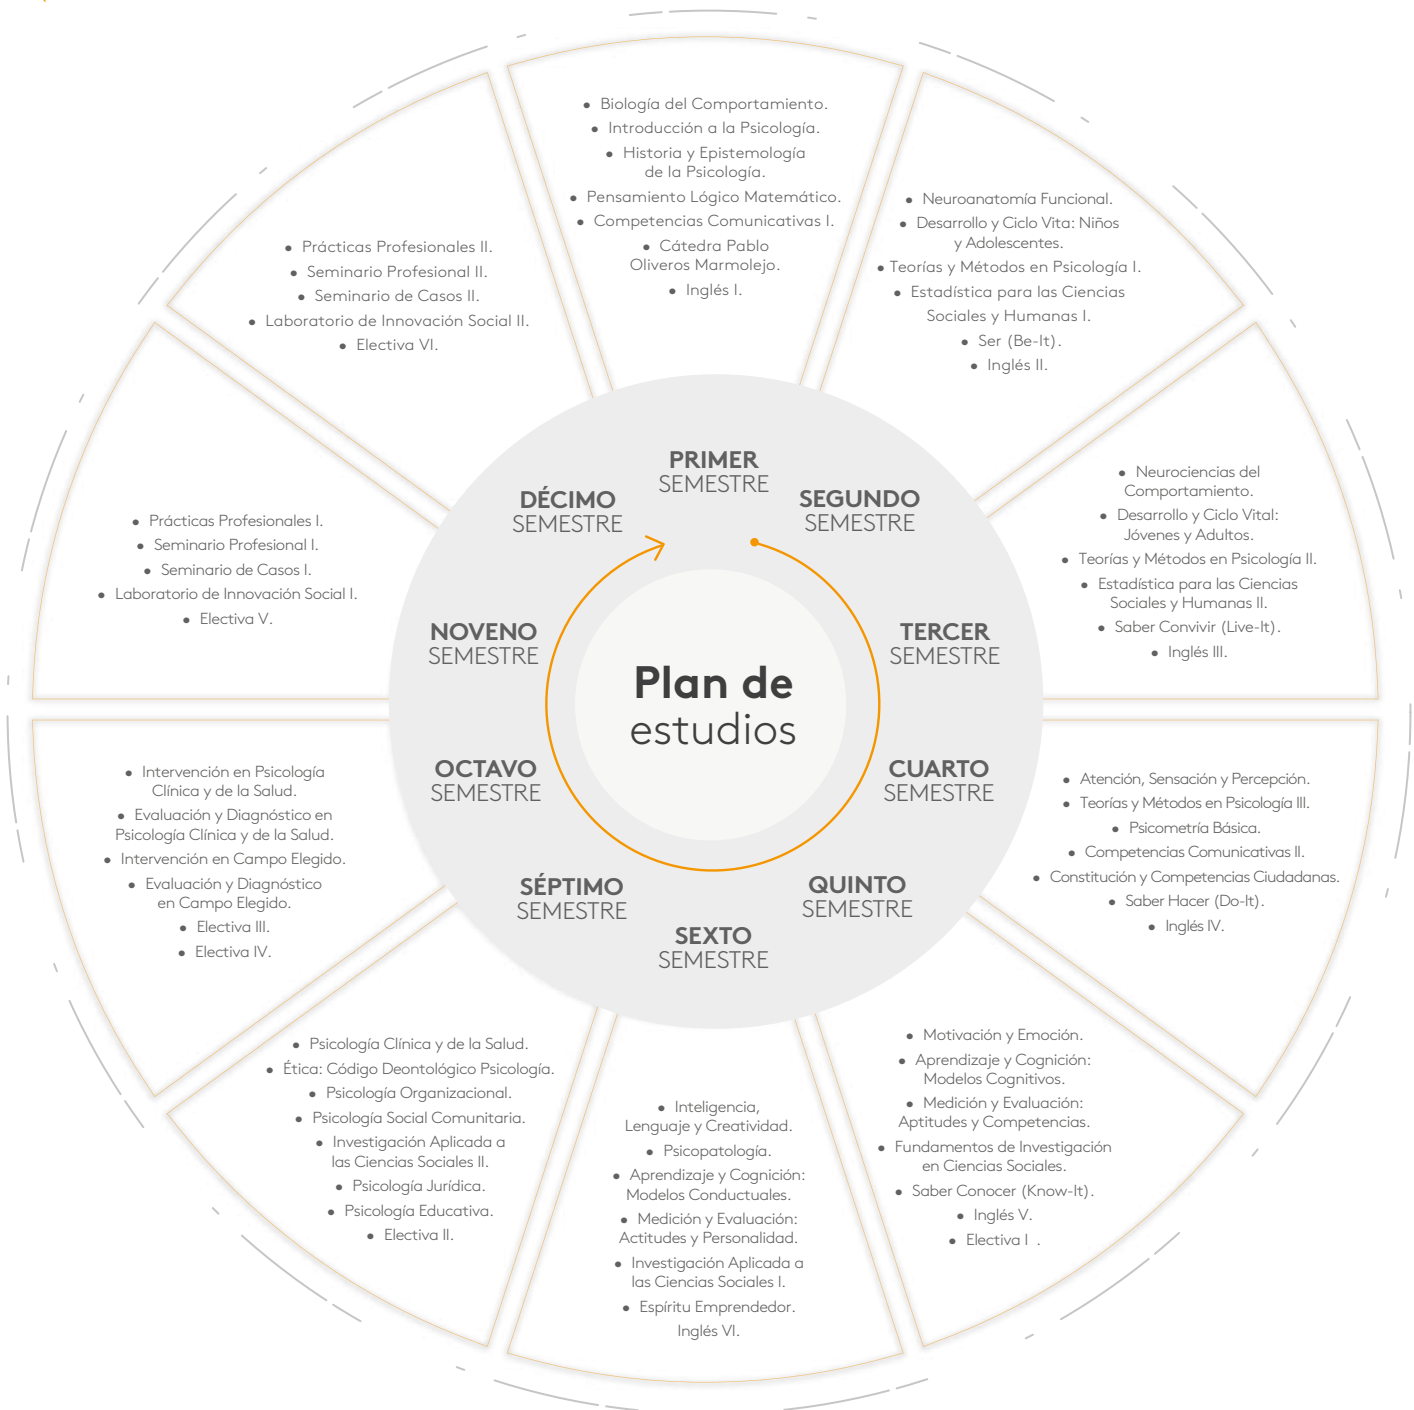 Plan de
estudios
PRIMER
SEMESTRE
• Biología del Comportamiento.
• Introducción a la Psicología.
• Historia y Epistemología
de la Psicología.
• Pensamiento Lógico Matemático.
• Competencias Comunicativas I.
• Cátedra Pablo
Oliveros Marmolejo.
• Inglés I.
SEGUNDO
SEMESTRE
• Neuroanatomía Funcional.
• Desarrollo y Ciclo Vita: Niños
y Adolescentes.
• Teorías y Métodos en Psicología I.
• Estadística para las Ciencias
Sociales y Humanas I.
• Ser (Be-It).
• Inglés II.
TERCER
SEMESTRE
• Neurociencias del
Comportamiento.
• Desarrollo y Ciclo Vital:
Jóvenes y Adultos.
• Teorías y Métodos en Psicología II.
• Estadística para las Ciencias
Sociales y Humanas II.
• Saber Convivir (Live-It).
• Inglés III.
CUARTO
SEMESTRE
• Atención, Sensación y Percepción.
• Teorías y Métodos en Psicología III.
• Psicometría Básica.
• Competencias Comunicativas II.
• Constitución y Competencias Ciudadanas.
• Saber Hacer (Do-It).
• Inglés IV.
QUINTO
SEMESTRE
• Motivación y Emoción.
• Aprendizaje y Cognición:
Modelos Cognitivos.
• Medición y Evaluación:
Aptitudes y Competencias.
• Fundamentos de Investigación
en Ciencias Sociales.
• Saber Conocer (Know-It).
• Inglés V.
• Electiva I .
SEXTO
SEMESTRE
• Inteligencia,
Lenguaje y Creatividad.
• Psicopatología.
• Aprendizaje y Cognición:
Modelos Conductuales.
• Medición y Evaluación:
Actitudes y Personalidad.
• Investigación Aplicada a
las Ciencias Sociales I.
• Espíritu Emprendedor.
Inglés VI.
SÉPTIMO
SEMESTRE
• Psicología Clínica y de la Salud.
• Ética: Código Deontológico Psicología.
• Psicología Organizacional.
• Psicología Social Comunitaria.
• Investigación Aplicada a
las Ciencias Sociales II.
• Psicología Jurídica.
• Psicología Educativa.
• Electiva II.
OCTAVO
SEMESTRE
• Intervención en Psicología
Clínica y de la Salud.
• Evaluación y Diagnóstico en
Psicología Clínica y de la Salud.
• Intervención en Campo Elegido.
• Evaluación y Diagnóstico
en Campo Elegido.
• Electiva III.
• Electiva IV.
NOVENO
SEMESTRE
• Prácticas Profesionales I.
• Seminario Profesional I.
• Seminario de Casos I.
• Laboratorio de Innovación Social I.
• Electiva V.
DÉCIMO
SEMESTRE
• Prácticas Profesionales II.
• Seminario Profesional II.
• Seminario de Casos II.
• Laboratorio de Innovación Social II.
• Electiva VI.